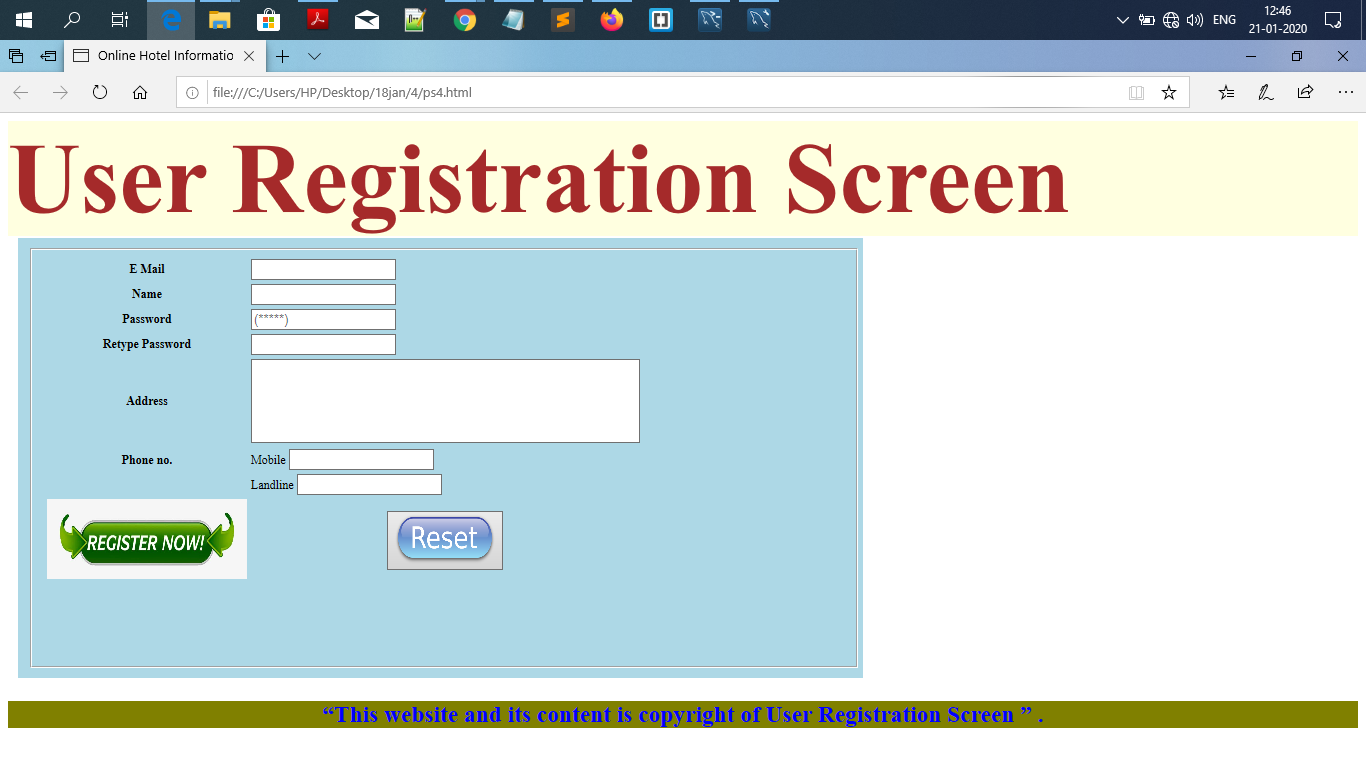 ENG
12:46
21-01-2020
Online Hotel Informatio
file:///C:/Users/HP/Desktop/18jan/4/ps4.html
User Registration Screen
E Mail
Name
Password (*****)
Retype Password
Address
Phone no. Mobile
Landline
REGISTER NOW! Reset
“This website and its content is copyright of User Registration Screen ” .